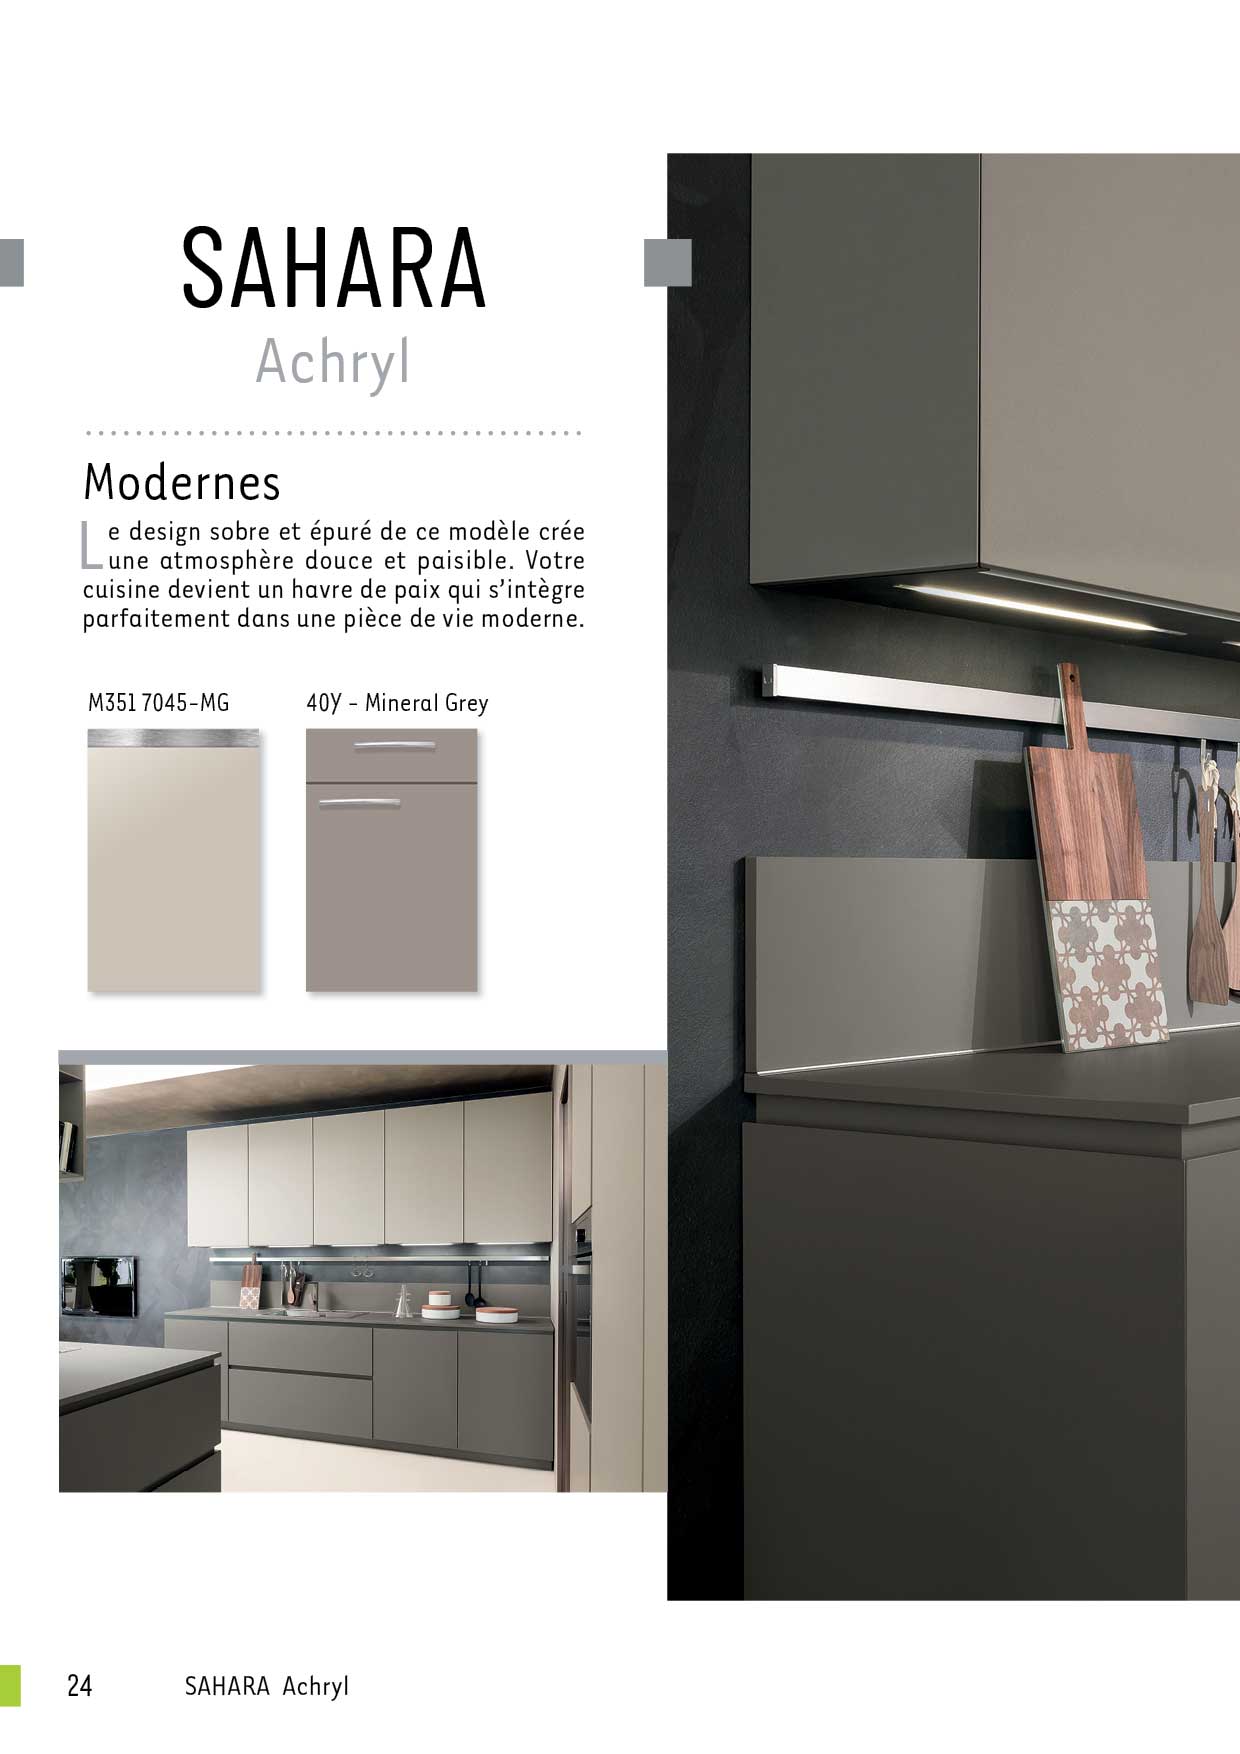 SAHARA
Achryl
Modernes
Le design sobre et épuré de ce modèle crée
une atmosphère douce et paisible. Votre
cuisine devient un havre de paix qui s’intègre
parfaitement dans une pièce de vie moderne.
M351 7045-MG
40Y - Mineral Grey
24
SAHARA Achryl